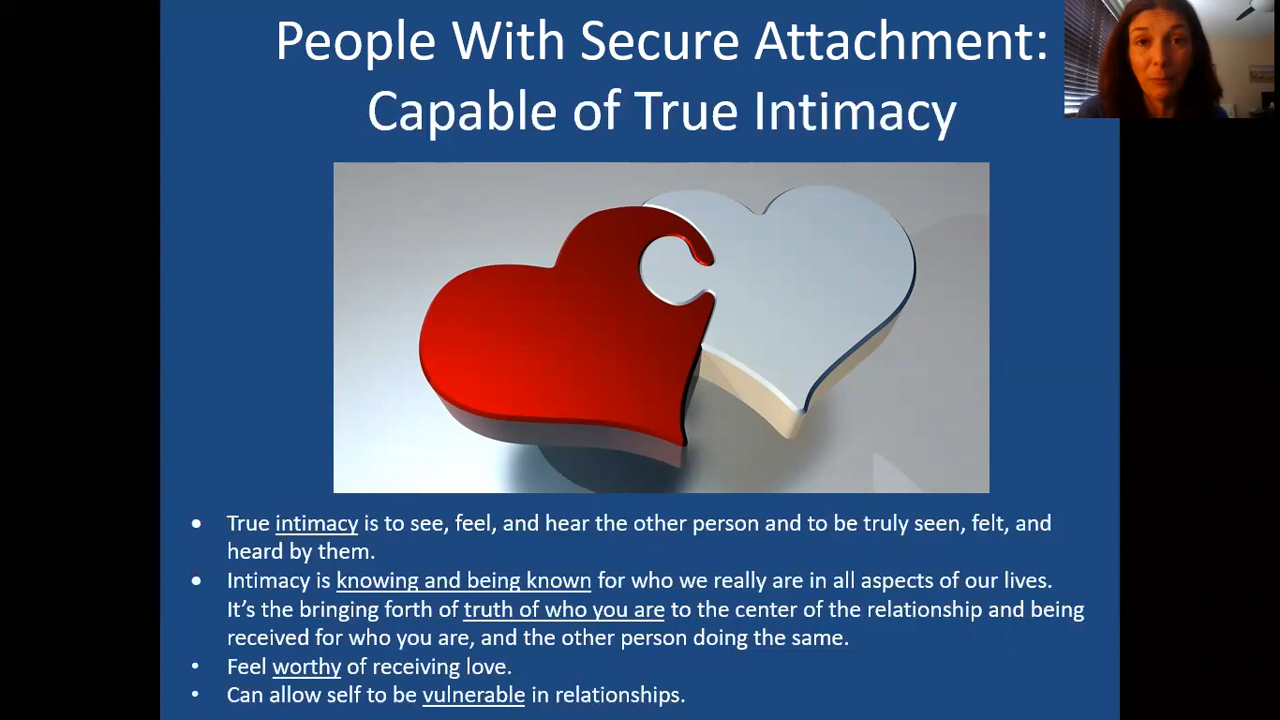 People With Secure Attachment:
Capable of True Intimacy
• True intimacy is to see, feel, and hear the other person and to be truly seen, felt, and
heard by them.
• Intimacy is knowing and being known for who we really are in all aspects of our lives.
It’s the bringing forth of truth of who you are to the center of the relationship and being
received for who you are, and the other person doing the same.
• Feel worthy of receiving love.
• Can allow self to be vulnerable in relationships.